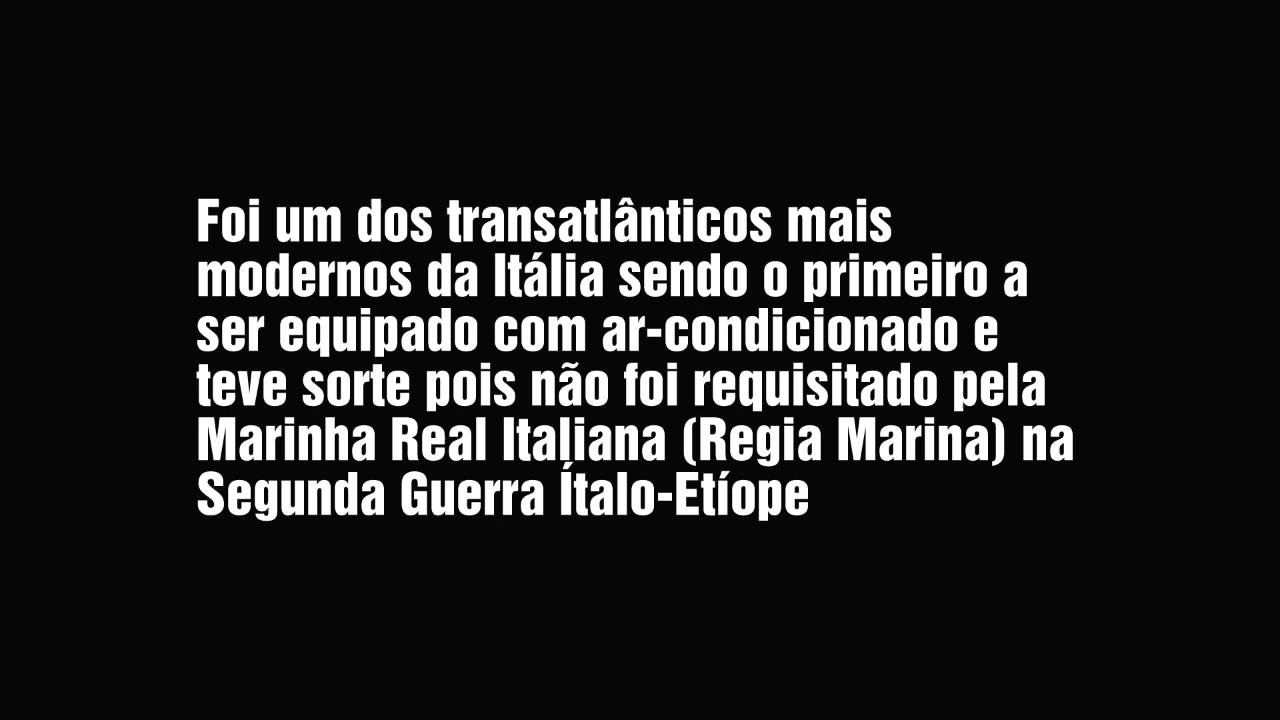 Foi um dos transatlânticos mais
modernos da Itália sendo o primeiro a
ser equipado com ar-condicionado e
teve sorte pois não foi requisitado pela
Marinha Real Italiana (Regia Marina) na
Segunda Guerra Ítalo-Etíope